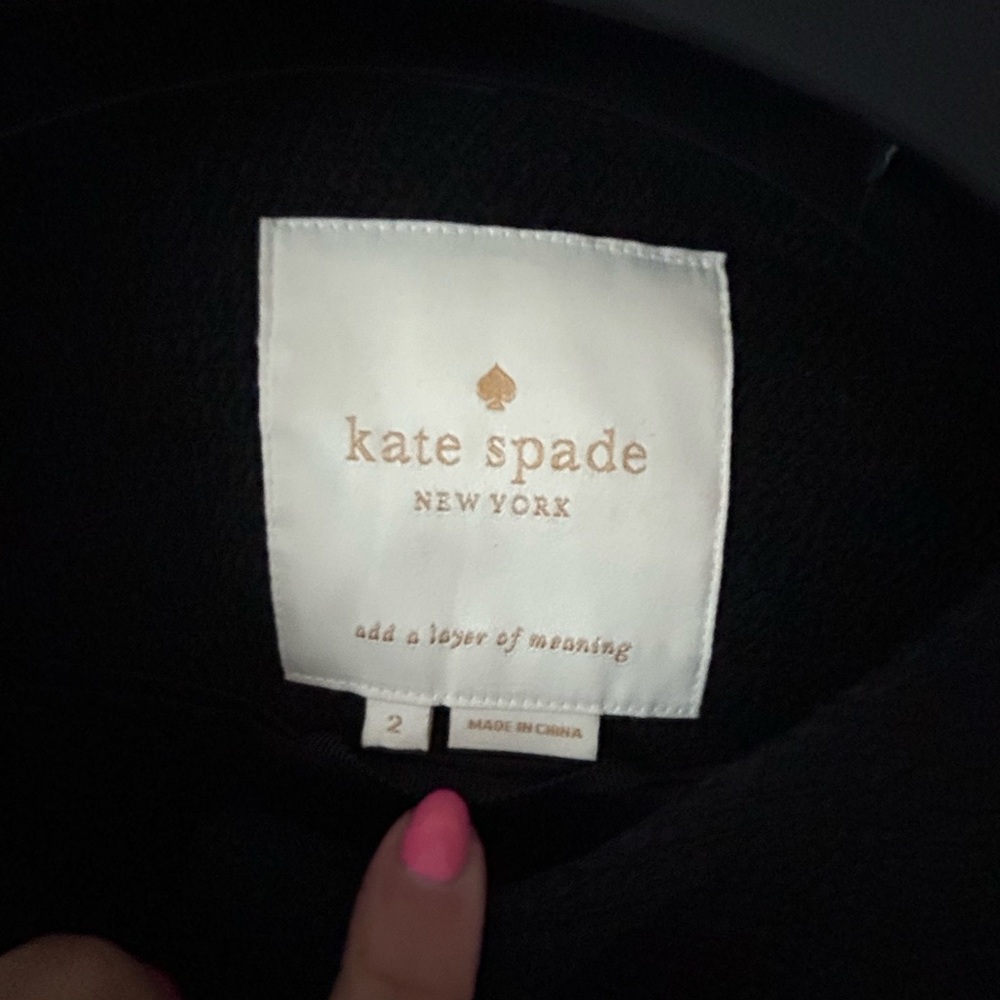 kate spade
NEW YORK
add a layer of meaning
2
MADE IN CHINA